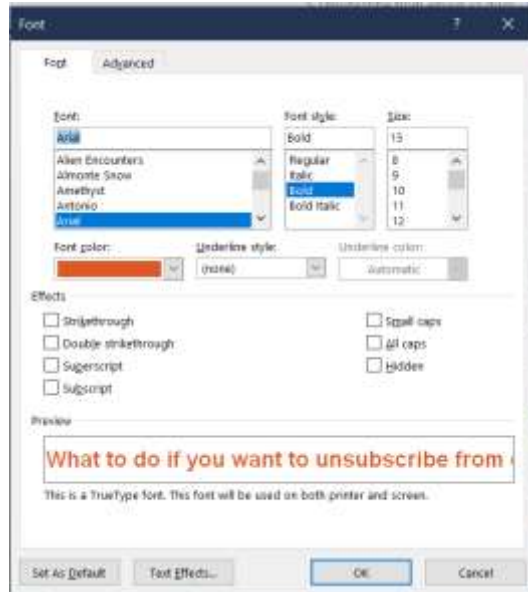 Font ? ×
Font Advanced
Font: Font style: Size:
Arial Bold 13
Alien Encounters Regular 8
Almonte Snow Italic 9
Amethyst Bold 10
Antonio Bold Italic 11
Arial 12
Font color: Underline style: Underline color:
(none) Automatic
Effects
Strikethrough Small caps
Double strikethrough All caps
Superscript Hidden
Subscript
Preview
What to do if you want to unsubscribe from
This is a TrueType font. This font will be used on both printer and screen.
Set As Default Text Effects... OK Cancel